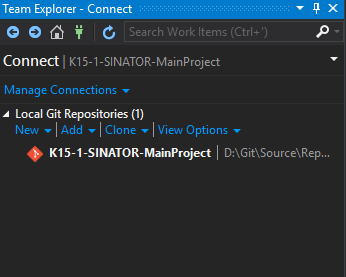 Team Explorer - Connect
Search Work Items (Ctrl+')
Connect | K15-1-SINATOR-MainProject
Manage Connections
Local Git Repositories (1)
New | Add | Clone | View Options
K15-1-SINATOR-MainProject | D:\Git\Source\Rep...